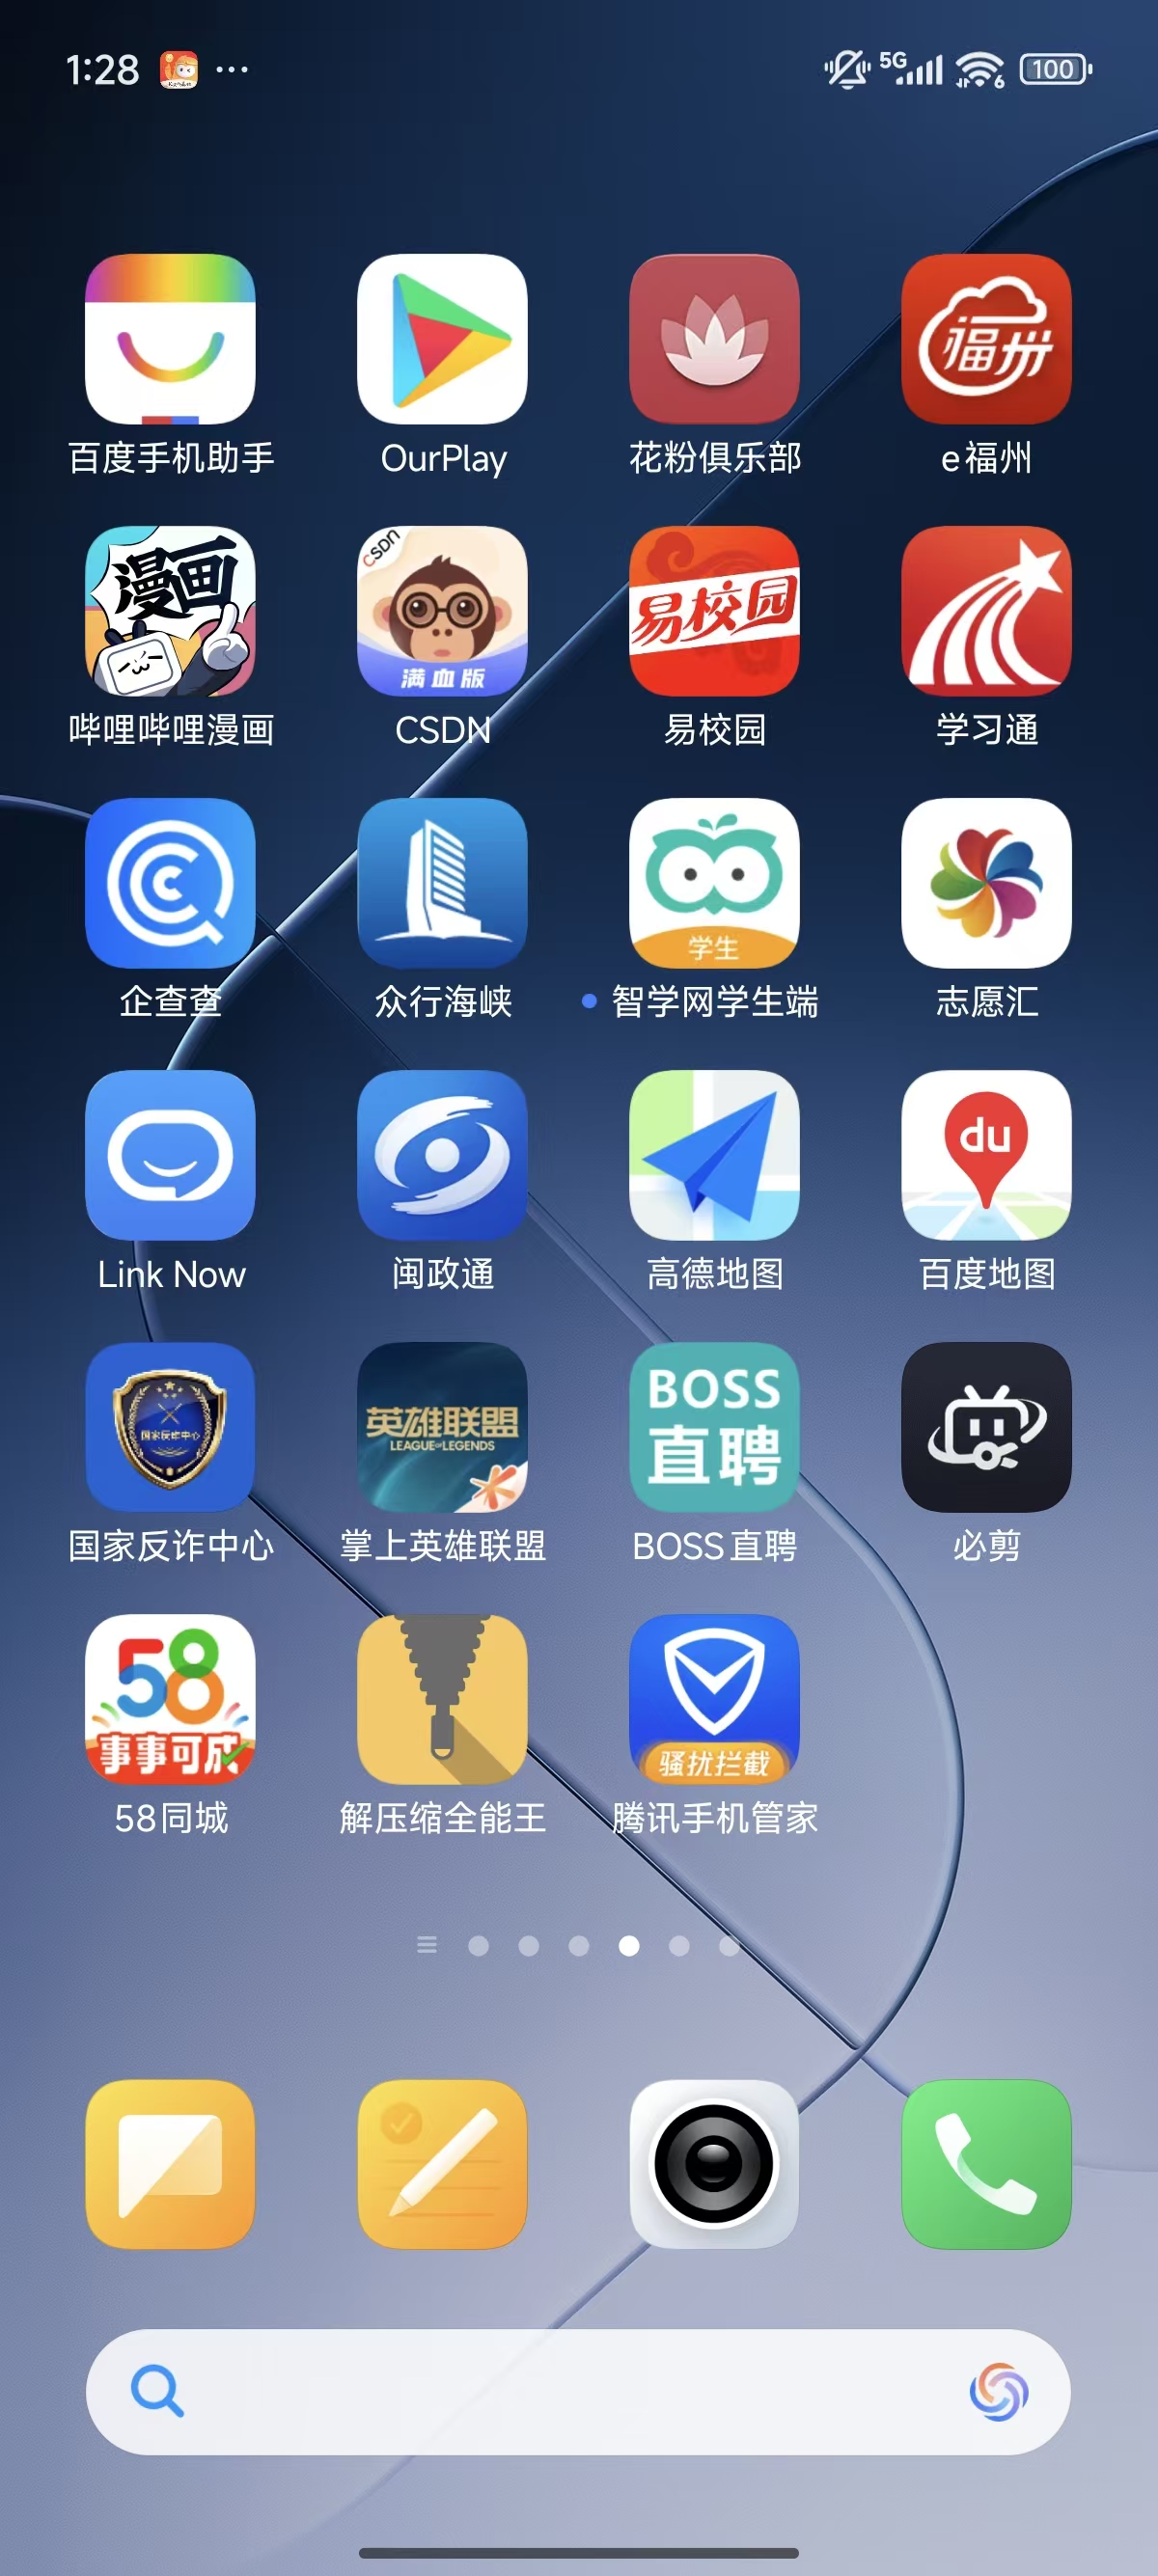 1:28 ...
5G 6 100
福州
百度手机助手 OurPlay 花粉俱乐部 e福州
漫画 CSDN 满血版 易校园
哔哩哔哩漫画 CSDN 易校园 学习通
学生
企查查 众行海峡 智学网学生端 志愿汇
du
Link Now 闽政通 高德地图 百度地图
国家反诈中心 英雄联盟 LEAGUE OF LEGENDS BOSS 直聘
国家反诈中心 掌上英雄联盟 BOSS直聘 必剪
58 事事可成 骚扰拦截
58同城 解压缩全能王 腾讯手机管家